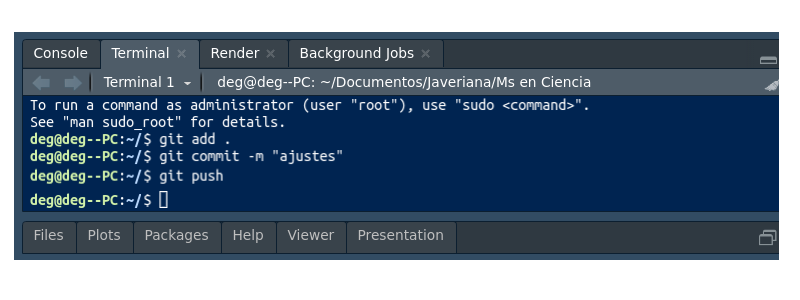 Console Terminal Render Background Jobs
Terminal 1 deg@deg--PC: ~/Documentos/Javeriana/Ms en Ciencia
To run a command as administrator (user "root"), use "sudo <command>".
See "man sudo_root" for details.
deg@deg--PC:~/$ git add .
deg@deg--PC:~/$ git commit -m "ajustes"
deg@deg--PC:~/$ git push
deg@deg--PC:~/$
Files Plots Packages Help Viewer Presentation